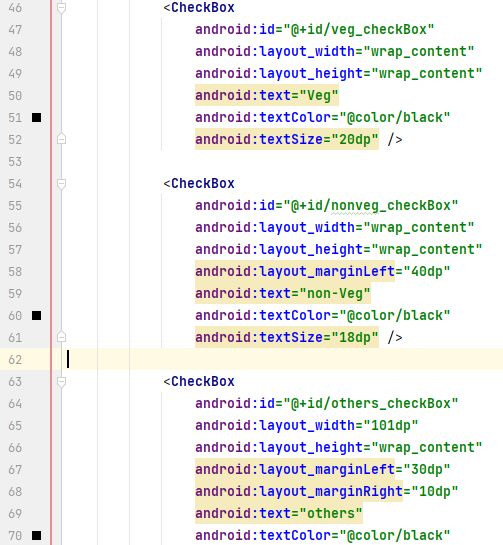 46 <CheckBox
47 android:id="@+id/veg_checkBox"
48 android:layout_width="wrap_content"
49 android:layout_height="wrap_content"
50 android:text="Veg"
51 android:textColor="@color/black"
52 android:textSize="20dp" />
53
54 <CheckBox
55 android:id="@+id/nonveg_checkBox"
56 android:layout_width="wrap_content"
57 android:layout_height="wrap_content"
58 android:layout_marginLeft="40dp"
59 android:text="non-Veg"
60 android:textColor="@color/black"
61 android:textSize="18dp" />
62
63 <CheckBox
64 android:id="@+id/others_checkBox"
65 android:layout_width="101dp"
66 android:layout_height="wrap_content"
67 android:layout_marginLeft="30dp"
68 android:layout_marginRight="10dp"
69 android:text="others"
70 android:textColor="@color/black"